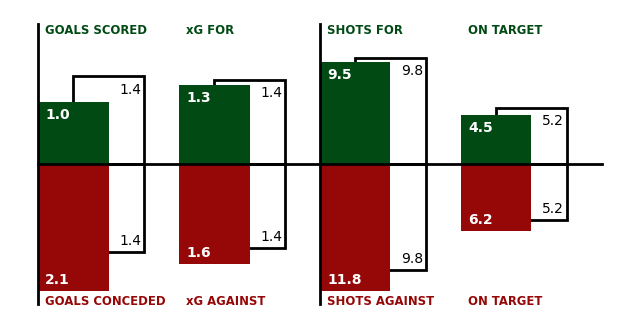 GOALS SCORED xG FOR SHOTS FOR ON TARGET
1.0 1.4 1.3 1.4 9.5 9.8 4.5 5.2
2.1 1.4 1.6 1.4 11.8 9.8 6.2 5.2
GOALS CONCEDED xG AGAINST SHOTS AGAINST ON TARGET